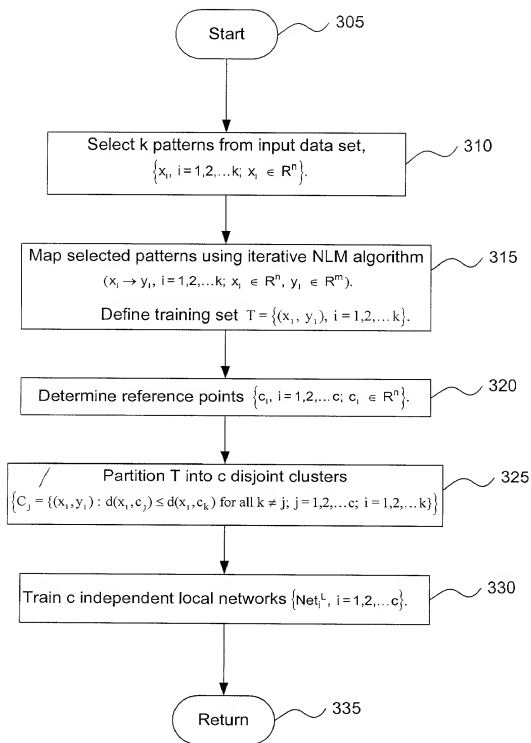 Start
305
Select k patterns from input data set,
{xᵢ, i = 1,2,...k; xᵢ ∈ Rⁿ}.
310
Map selected patterns using iterative NLM algorithm
(xᵢ → yᵢ, i = 1,2,...k; xᵢ ∈ Rⁿ, yᵢ ∈ Rᵐ).
Define training set T = {(xᵢ, yᵢ), i = 1,2,...k}.
315
Determine reference points {cᵢ, i = 1,2,...c; cᵢ ∈ Rⁿ}.
320
Partition T into c disjoint clusters
{Cⱼ = {(xᵢ, yᵢ) : d(xᵢ, cⱼ) ≤ d(xᵢ, cₖ) for all k ≠ j; j = 1,2,...c; i = 1,2,...k}}
325
Train c independent local networks {Netᵢᴸ, i = 1,2,...c}.
330
Return
335